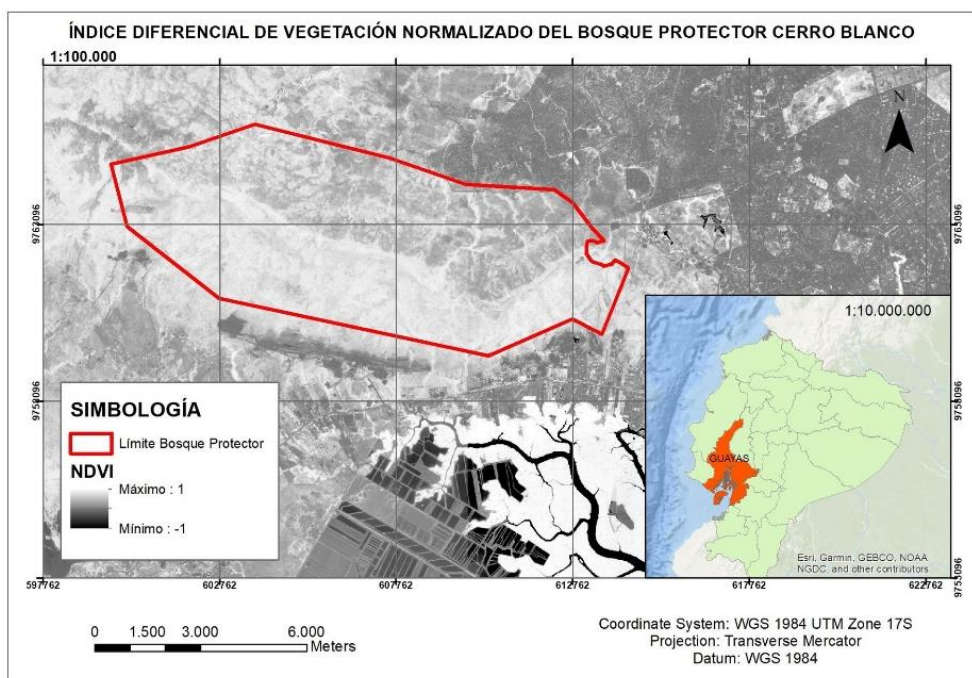 ÍNDICE DIFERENCIAL DE VEGETACIÓN NORMALIZADO DEL BOSQUE PROTECTOR CERRO BLANCO
1:100.000
N
9763096
9763096
1:10.000.000
GUAYAS
Esri, Garmin, GEBCO, NOAA
NGDC, and other contributors
9758096
9758096
SIMBOLOGÍA
Límite Bosque Protector
NDVI
Máximo : 1
Mínimo : -1
9753096
597762
602762
607762
612762
617762
622762
0
1.500
3.000
6.000
Meters
Coordinate System: WGS 1984 UTM Zone 17S
Projection: Transverse Mercator
Datum: WGS 1984